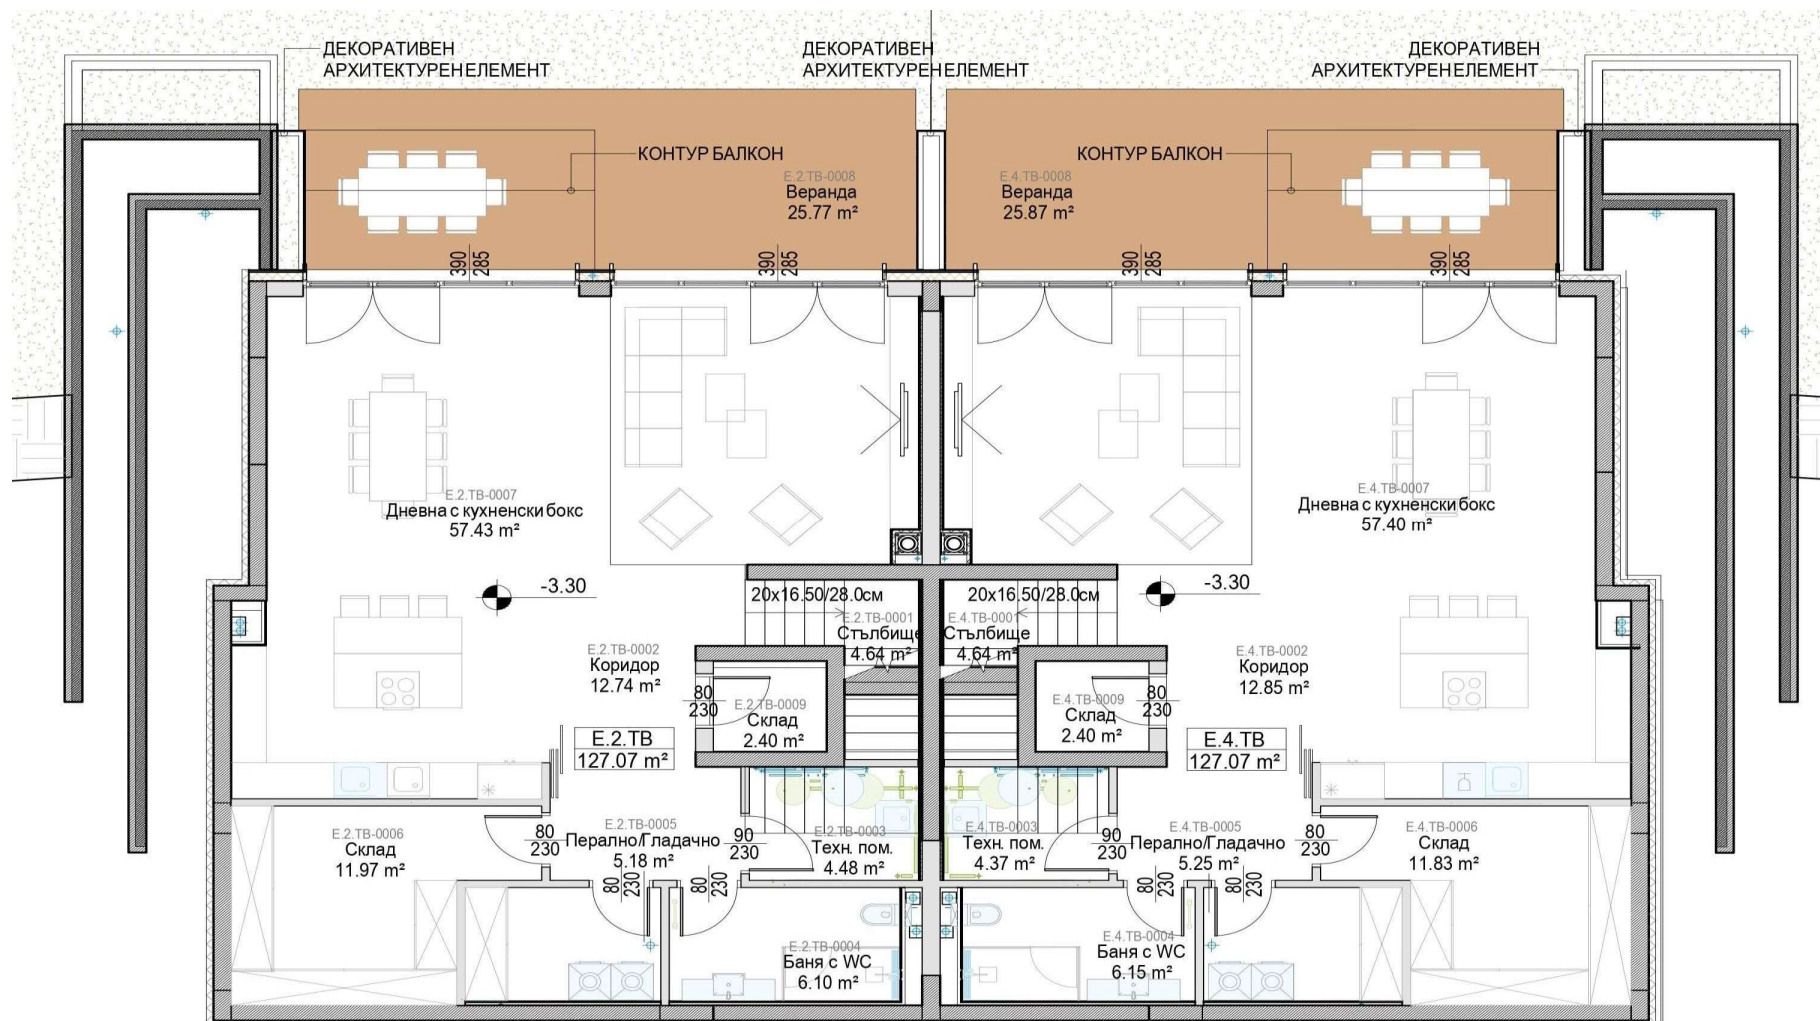 ДЕКОРАТИВЕН
АРХИТЕКТУРЕН ЕЛЕМЕНТ
ДЕКОРАТИВЕН
АРХИТЕКТУРЕН ЕЛЕМЕНТ
ДЕКОРАТИВЕН
АРХИТЕКТУРЕН ЕЛЕМЕНТ
КОНТУР БАЛКОН
КОНТУР БАЛКОН
E.2.TB-0008
Веранда
25.77 m²
E.4.TB-0008
Веранда
25.87 m²
390
285
390
285
390
285
390
285
E.2.TB-0007
Дневна с кухненски бокс
57.43 m²
E.4.TB-0007
Дневна с кухненски бокс
57.40 m²
-3.30
-3.30
20x16.50/28.0см
20x16.50/28.0см
E.2.TB-0001
Стълбище
4.64 m²
E.4.TB-0001
Стълбище
4.64 m²
E.2.TB-0002
Коридор
12.74 m²
E.4.TB-0002
Коридор
12.85 m²
80
230
E.2.TB-0009
Склад
2.40 m²
E.4.TB-0009
Склад
2.40 m²
80
230
E.2.TB
127.07 m²
E.4.TB
127.07 m²
E.2.TB-0006
Склад
11.97 m²
80
230
E.2.TB-0005
Перално/Гладачно
5.18 m²
90
230
E.2.TB-0003
Техн. пом.
4.48 m²
E.4.TB-0003
Техн. пом.
4.37 m²
90
230
E.4.TB-0005
Перално/Гладачно
5.25 m²
80
230
E.4.TB-0006
Склад
11.83 m²
80
230
80
230
80
230
80
230
E.2.TB-0004
Баня с WC
6.10 m²
E.4.TB-0004
Баня с WC
6.15 m²